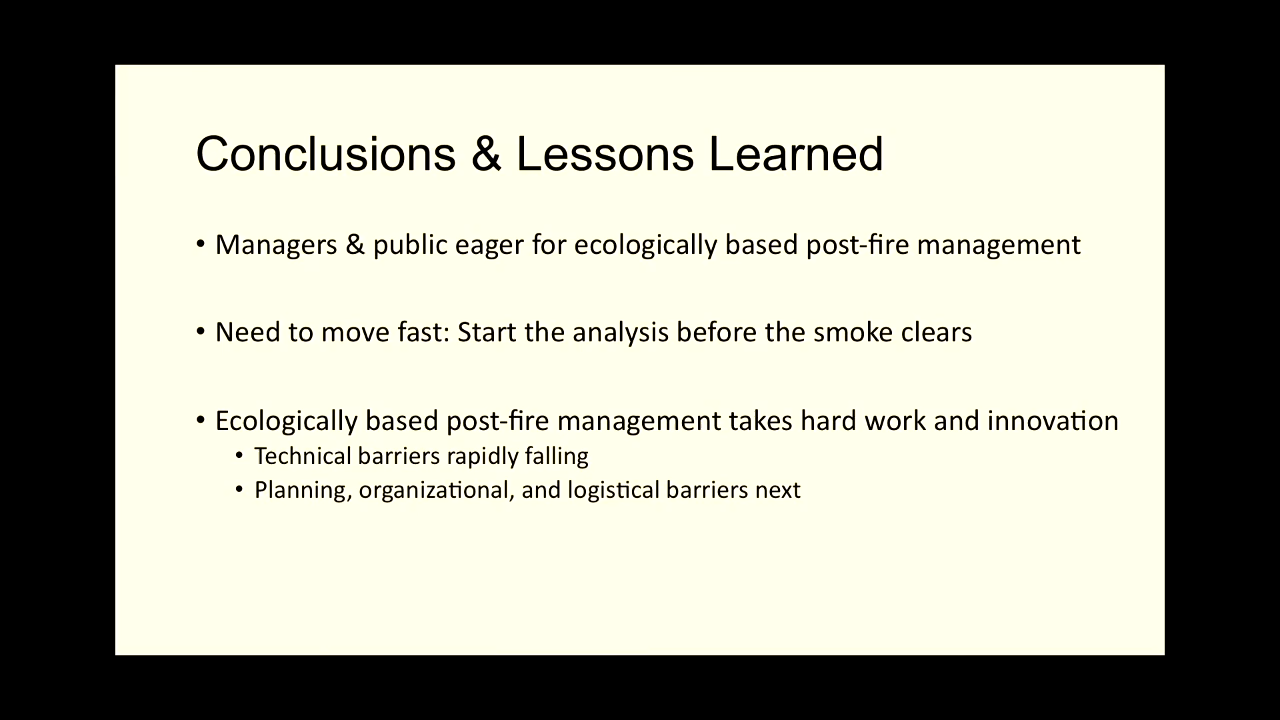 Conclusions & Lessons Learned
• Managers & public eager for ecologically based post-fire management
• Need to move fast: Start the analysis before the smoke clears
• Ecologically based post-fire management takes hard work and innovation
• Technical barriers rapidly falling
• Planning, organizational, and logistical barriers next